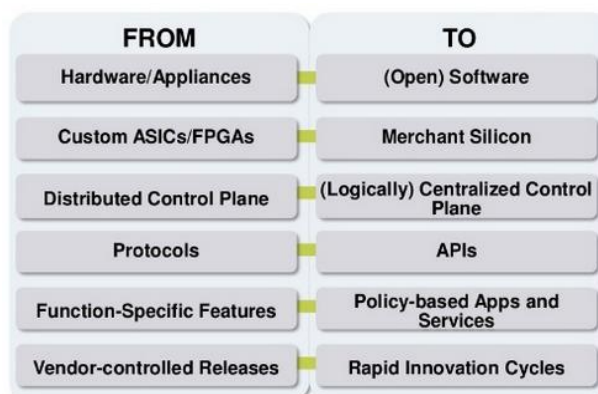 FROM
TO
Hardware/Appliances
(Open) Software
Custom ASICs/FPGAs
Merchant Silicon
Distributed Control Plane
(Logically) Centralized Control
Plane
Protocols
APIs
Function-Specific Features
Policy-based Apps and
Services
Vendor-controlled Releases
Rapid Innovation Cycles